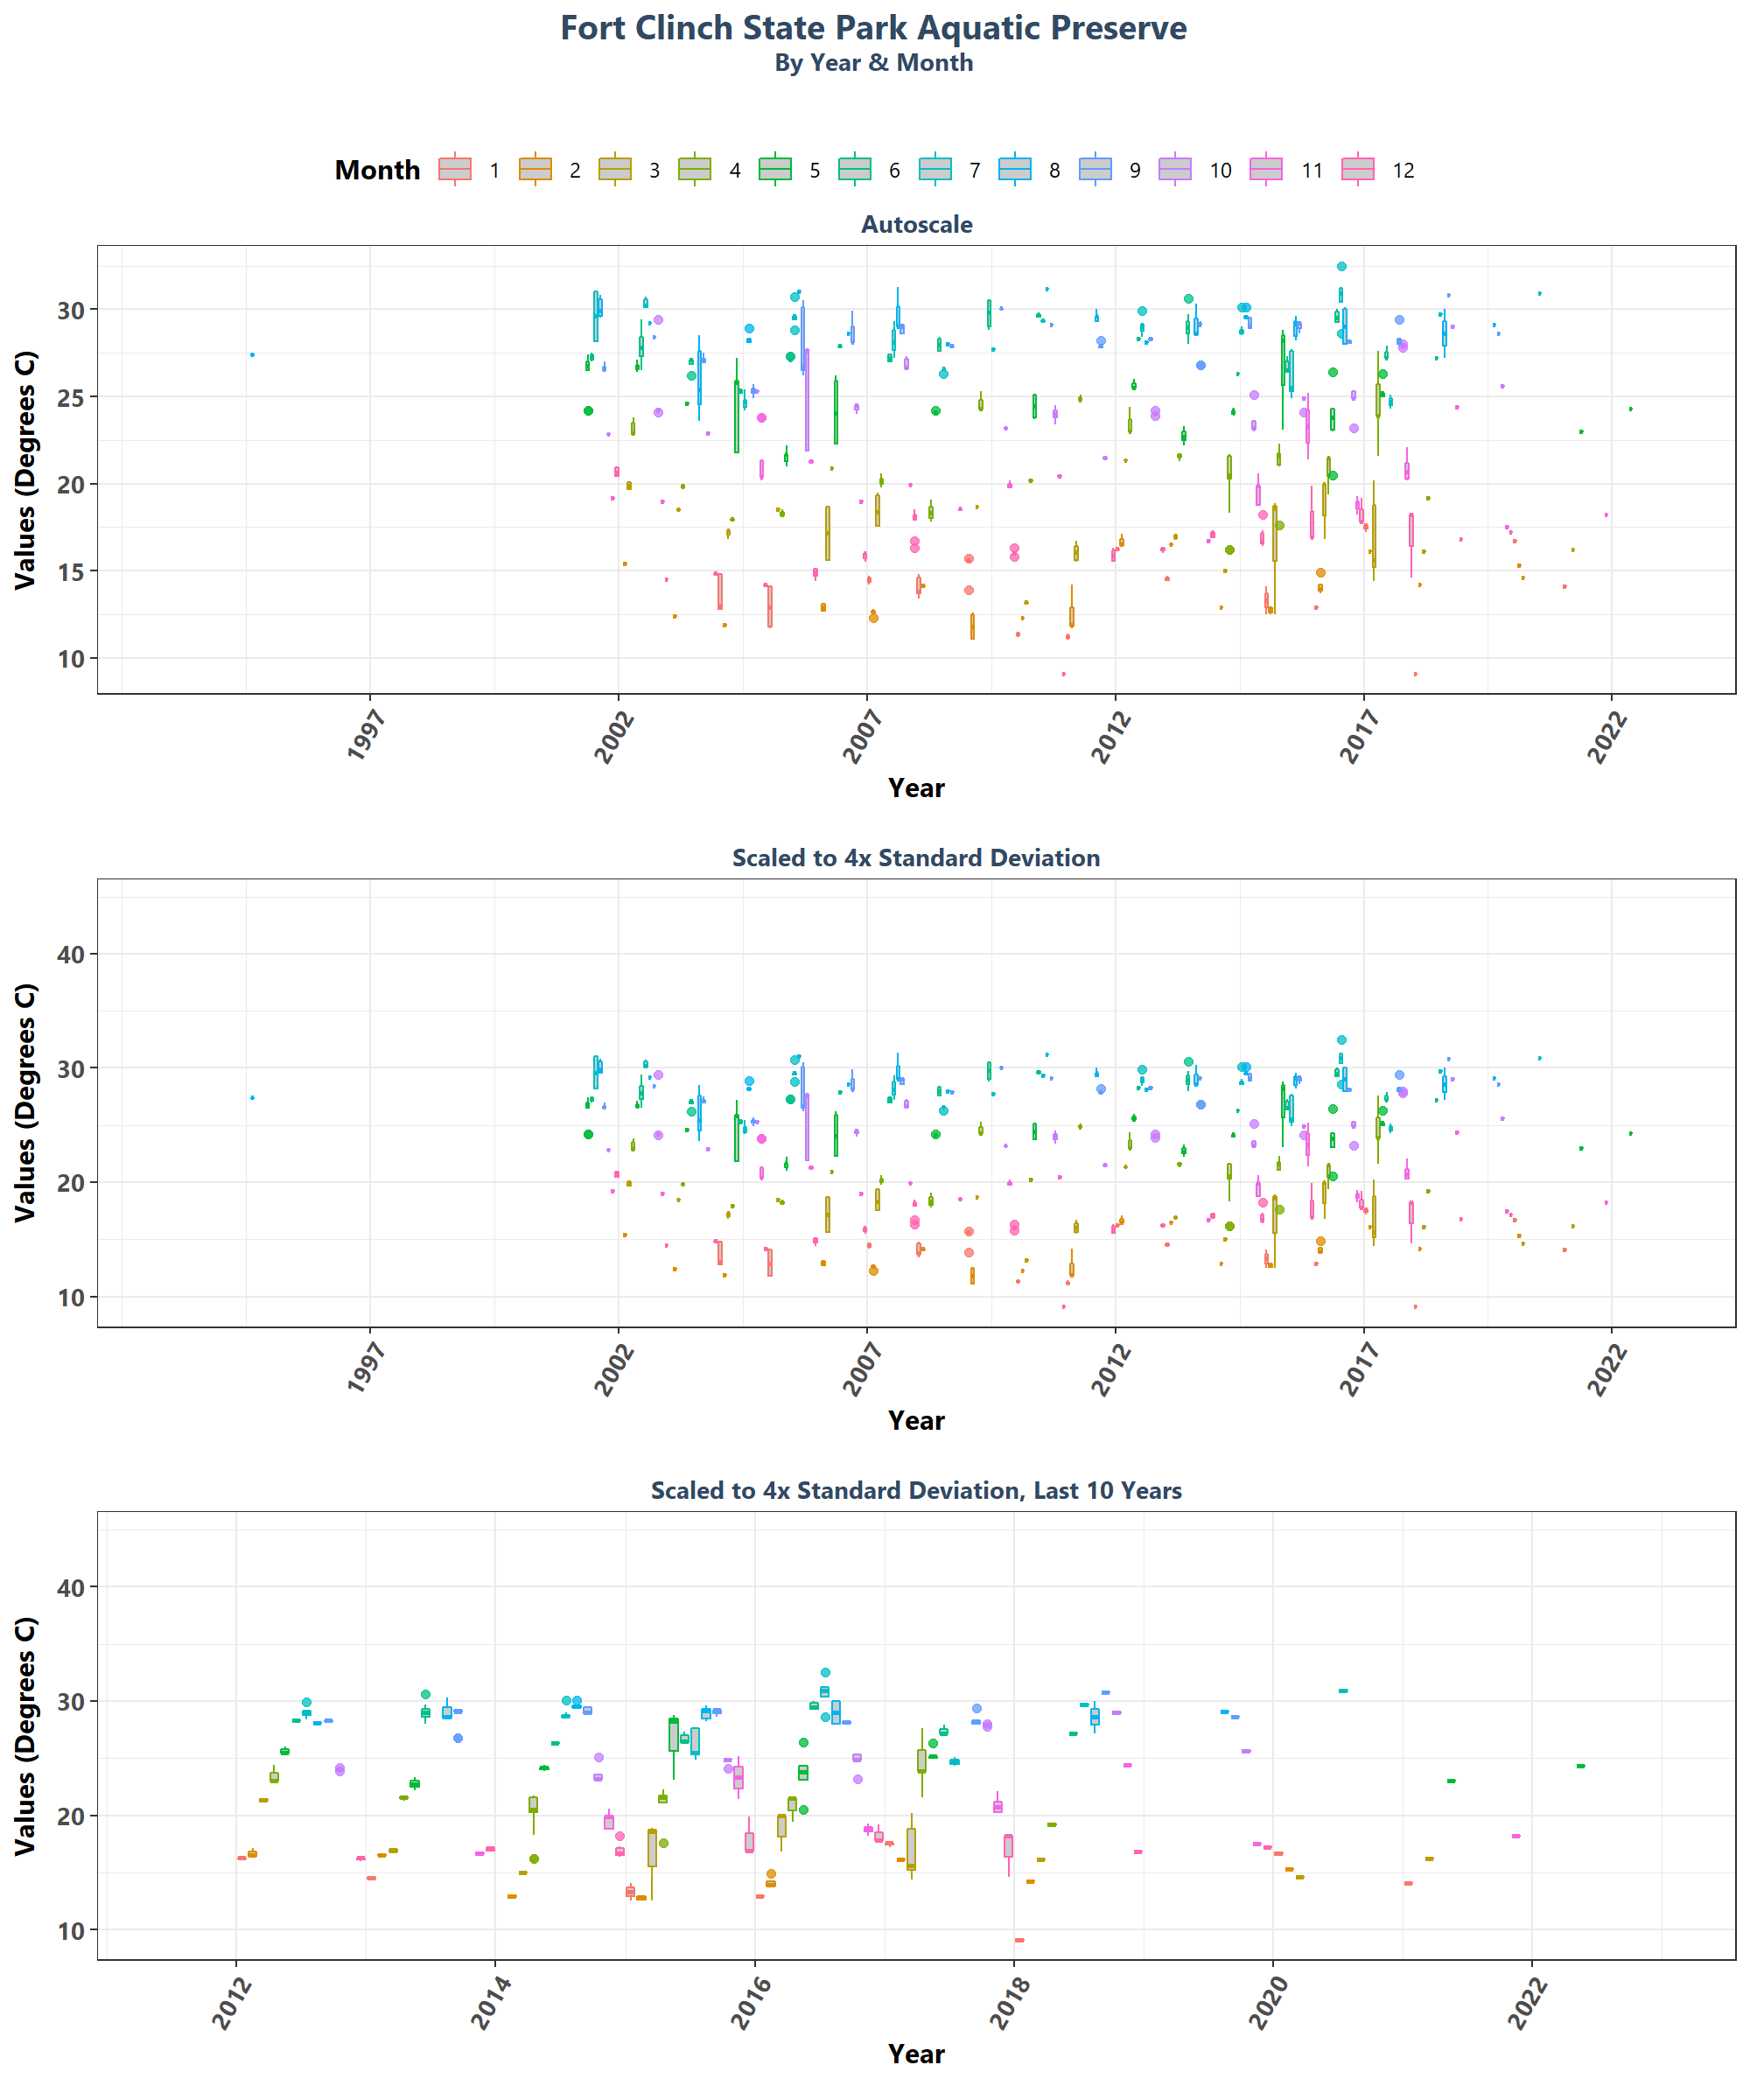 Fort Clinch State Park Aquatic Preserve
By Year & Month
Month 1 2 3 4 5 6 7 8 9 10 11 12
Autoscale
Values (Degrees C)
30
25
20
15
10
1997 2002 2007 2012 2017 2022
Year
Scaled to 4x Standard Deviation
Values (Degrees C)
40
30
20
10
1997 2002 2007 2012 2017 2022
Year
Scaled to 4x Standard Deviation, Last 10 Years
Values (Degrees C)
40
30
20
10
2012 2014 2016 2018 2020 2022
Year